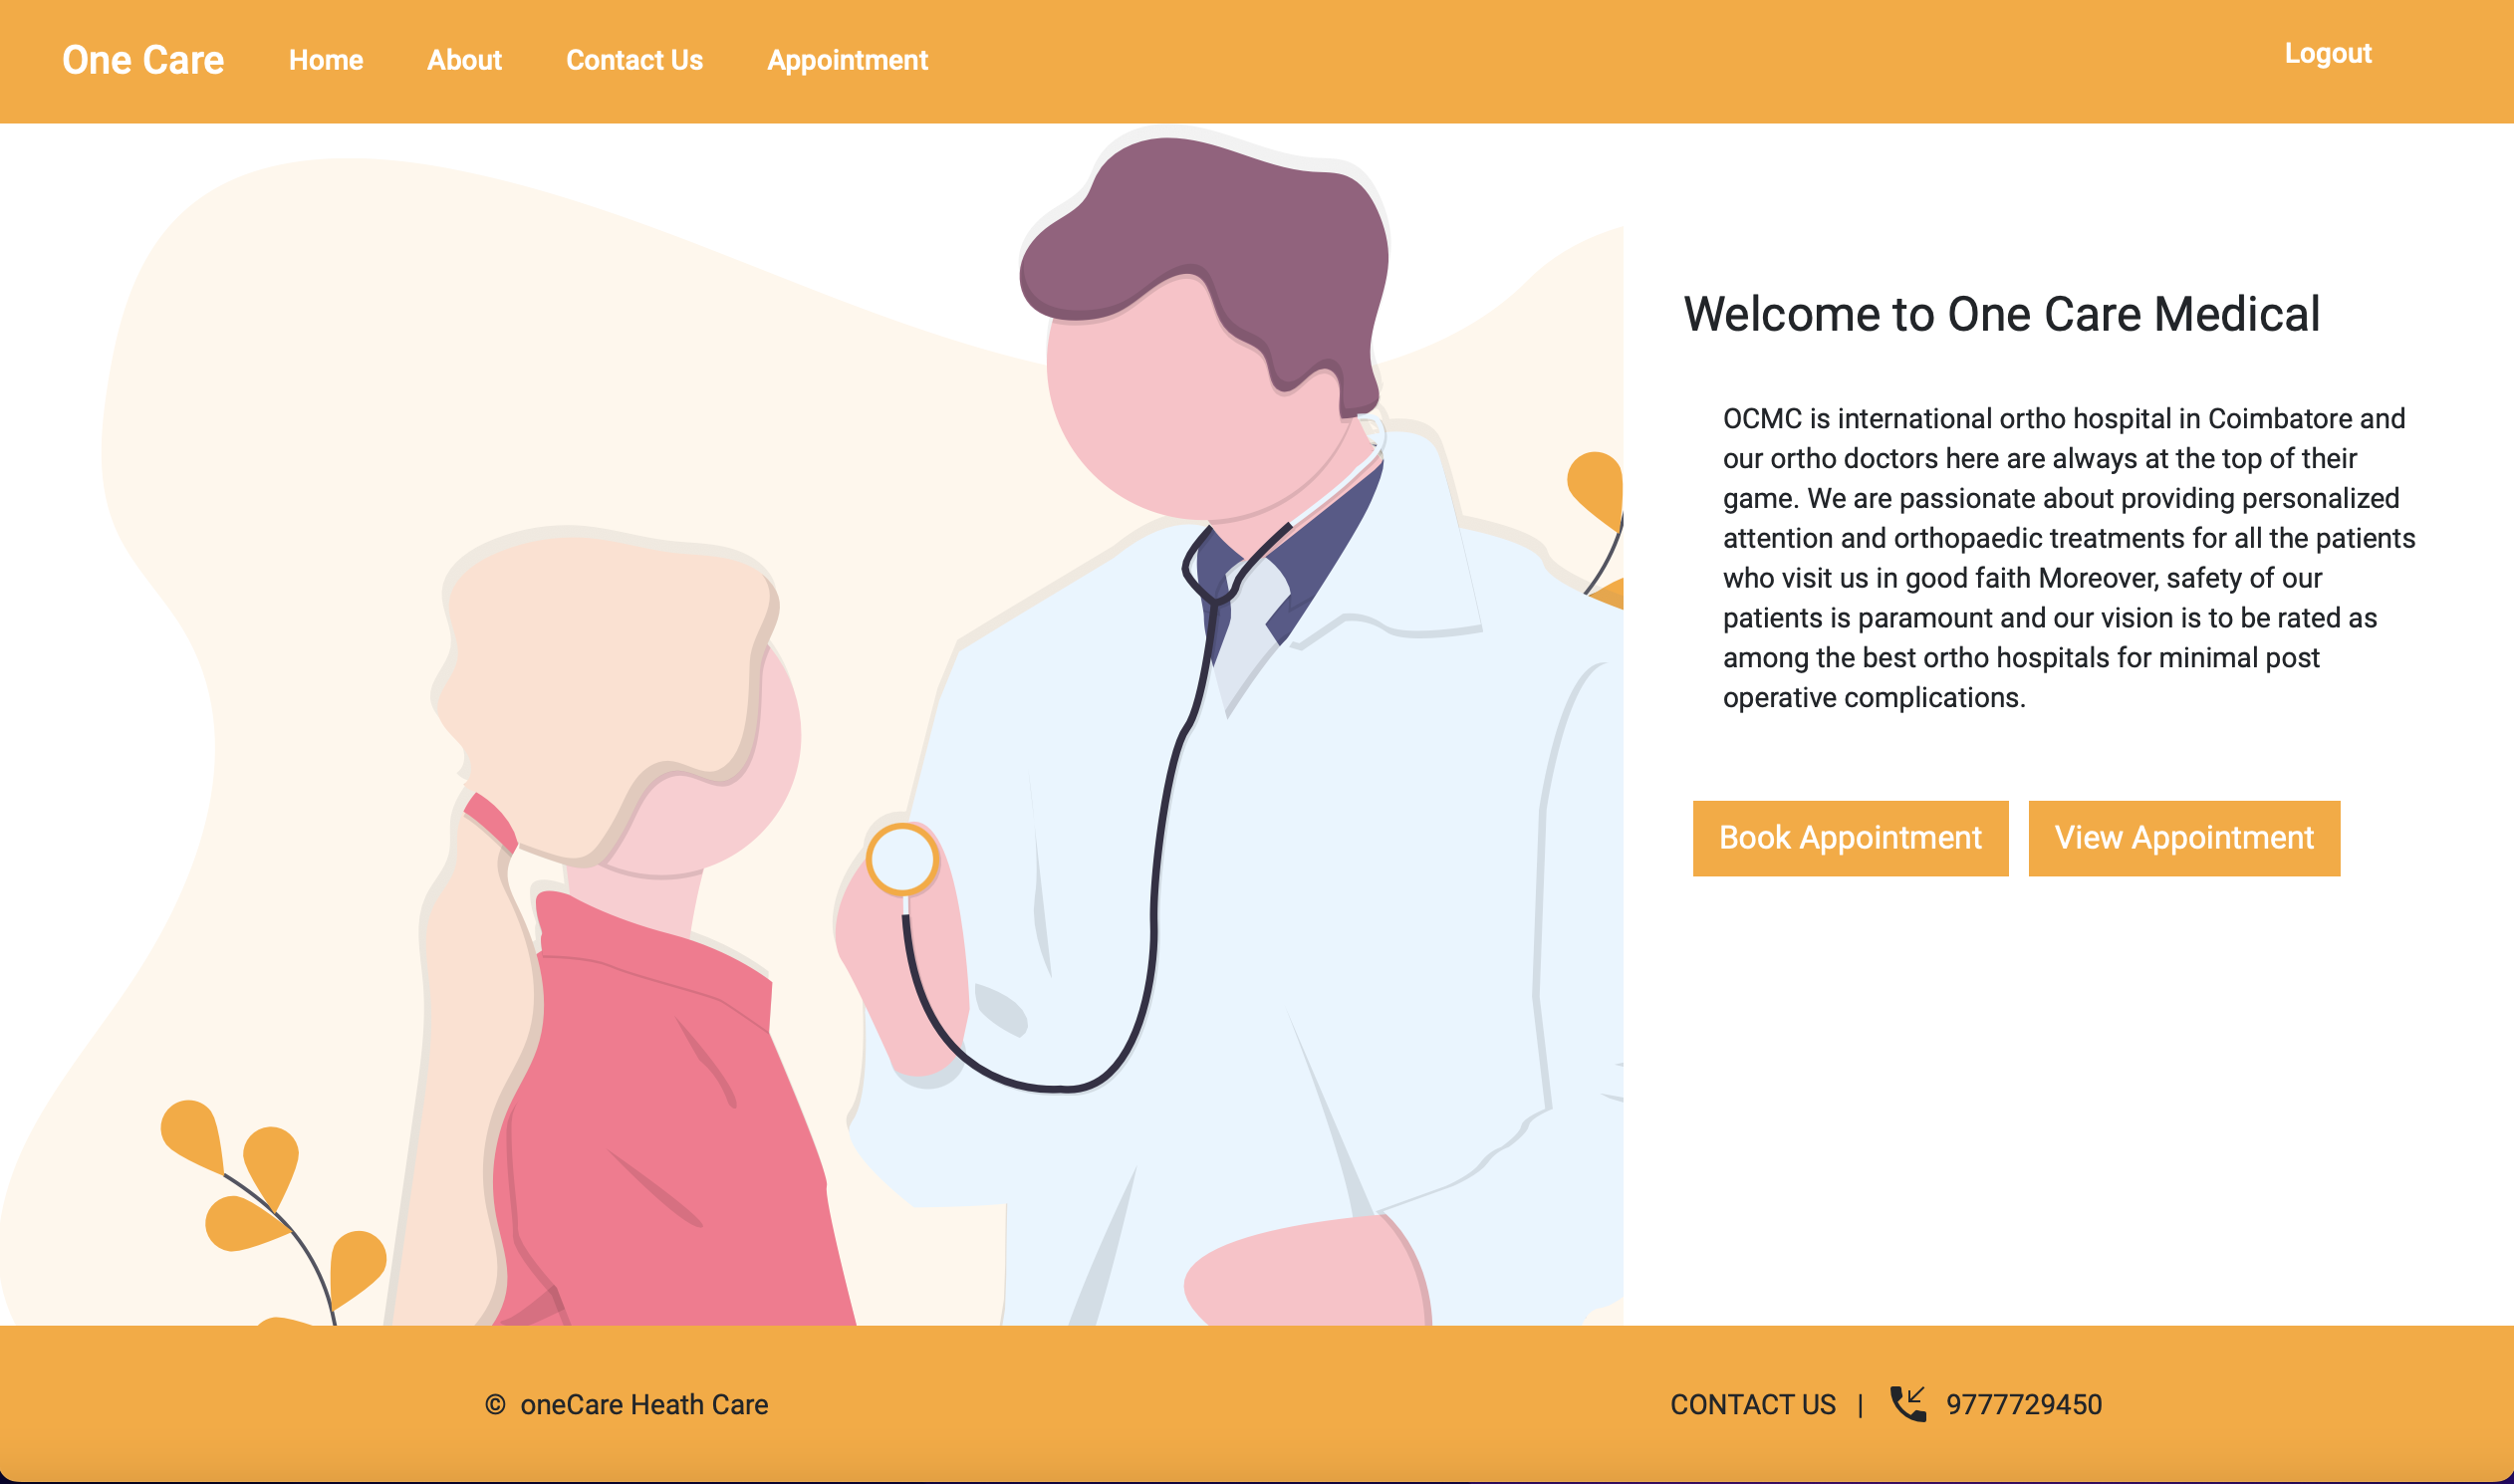 One Care Home About Contact Us Appointment Logout
Welcome to One Care Medical
OCMC is international ortho hospital in Coimbatore and
our ortho doctors here are always at the top of their
game. We are passionate about providing personalized
attention and orthopaedic treatments for all the patients
who visit us in good faith Moreover, safety of our
patients is paramount and our vision is to be rated as
among the best ortho hospitals for minimal post
operative complications.
Book Appointment View Appointment
© oneCare Heath Care CONTACT US | 9777729450